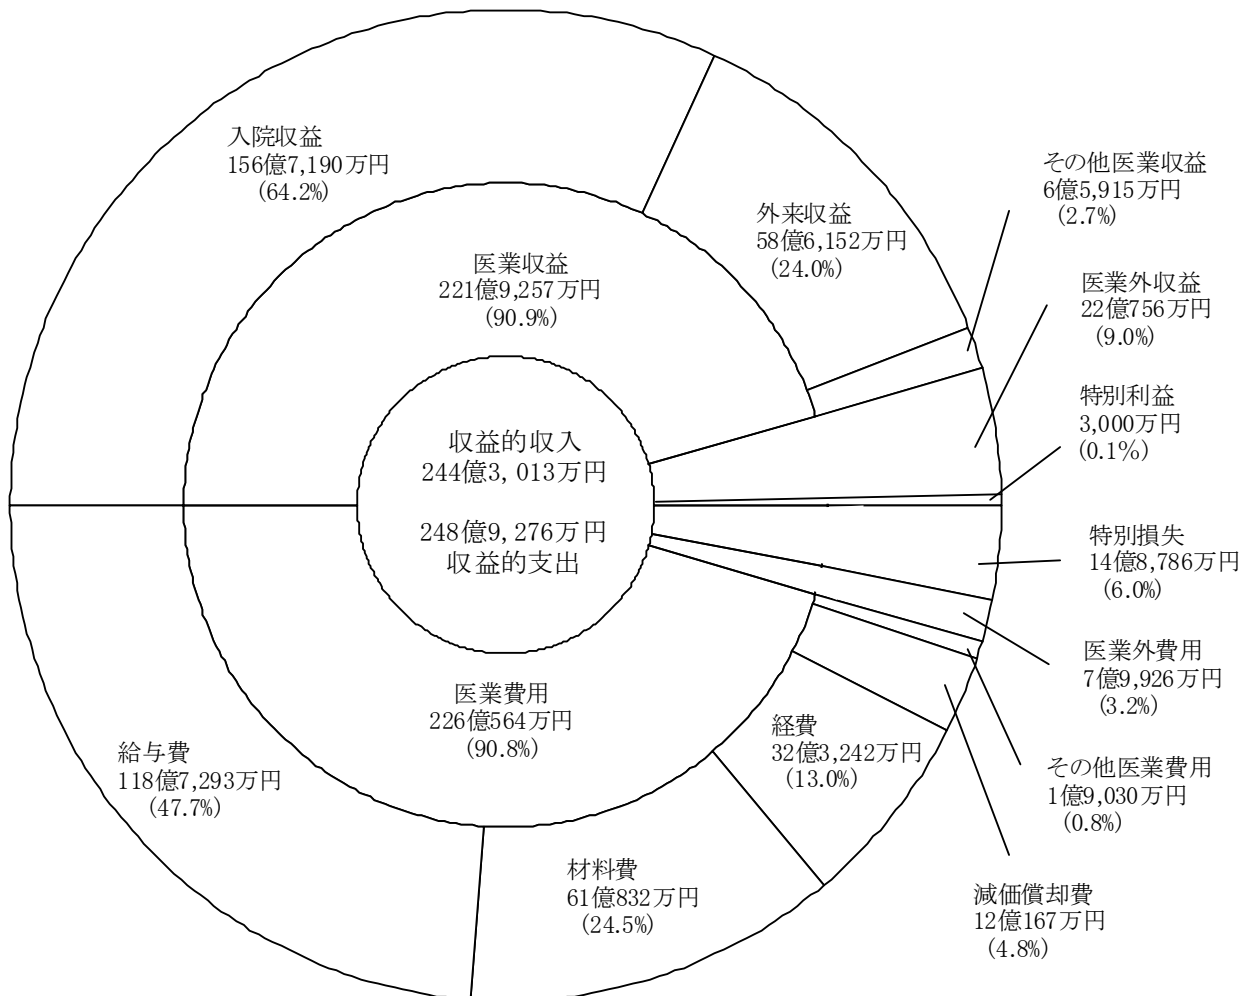 入院収益
156億7,190万円
(64.2%)
外来収益
58億6,152万円
(24.0%)
その他医業収益
6億5,915万円
(2.7%)
医業収益
221億9,257万円
(90.9%)
医業外収益
22億756万円
(9.0%)
特別利益
3,000万円
(0.1%)
収益的収入
244億3,013万円
248億9,276万円
収益的支出
特別損失
14億8,786万円
(6.0%)
医業外費用
7億9,926万円
(3.2%)
医業費用
226億564万円
(90.8%)
給与費
118億7,293万円
(47.7%)
経費
32億3,242万円
(13.0%)
その他医業費用
1億9,030万円
(0.8%)
材料費
61億832万円
(24.5%)
減価償却費
12億167万円
(4.8%)